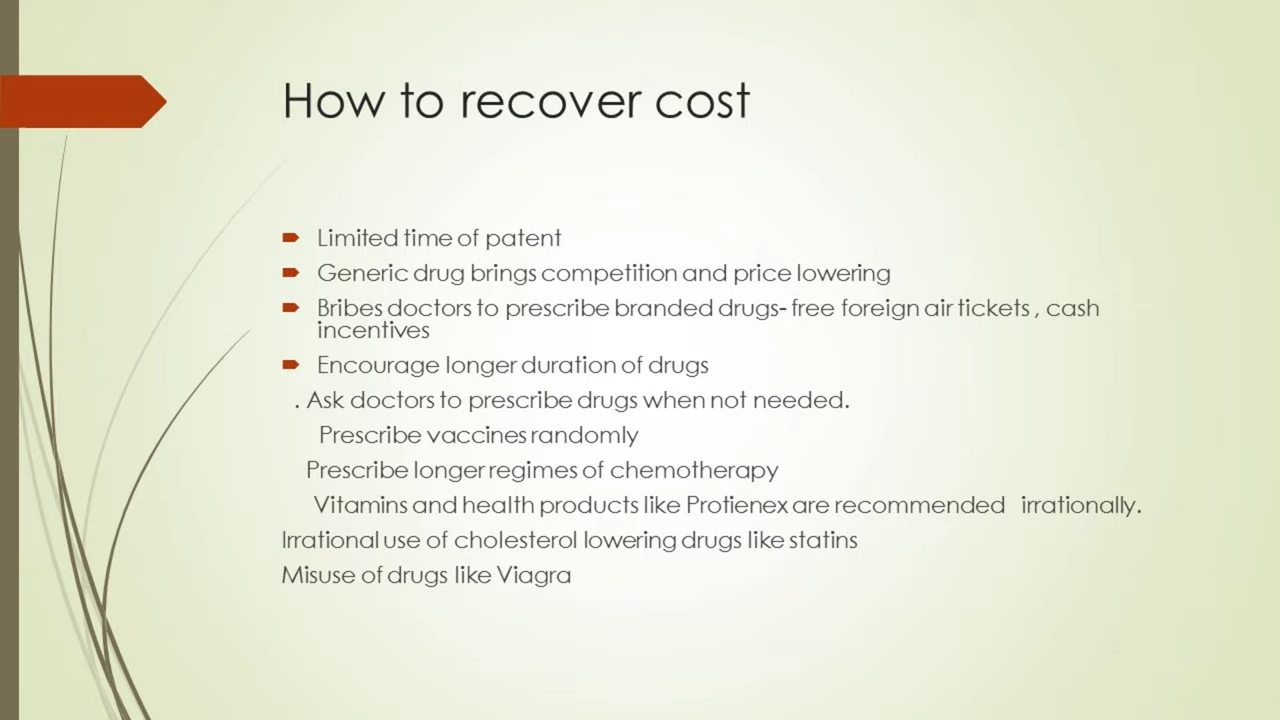 How to recover cost
Limited time of patent
Generic drug brings competition and price lowering
Bribes doctors to prescribe branded drugs- free foreign air tickets , cash
incentives
Encourage longer duration of drugs
. Ask doctors to prescribe drugs when not needed.
Prescribe vaccines randomly
Prescribe longer regimes of chemotherapy
Vitamins and health products like Protienex are recommended irrationally.
Irrational use of cholesterol lowering drugs like statins
Misuse of drugs like Viagra